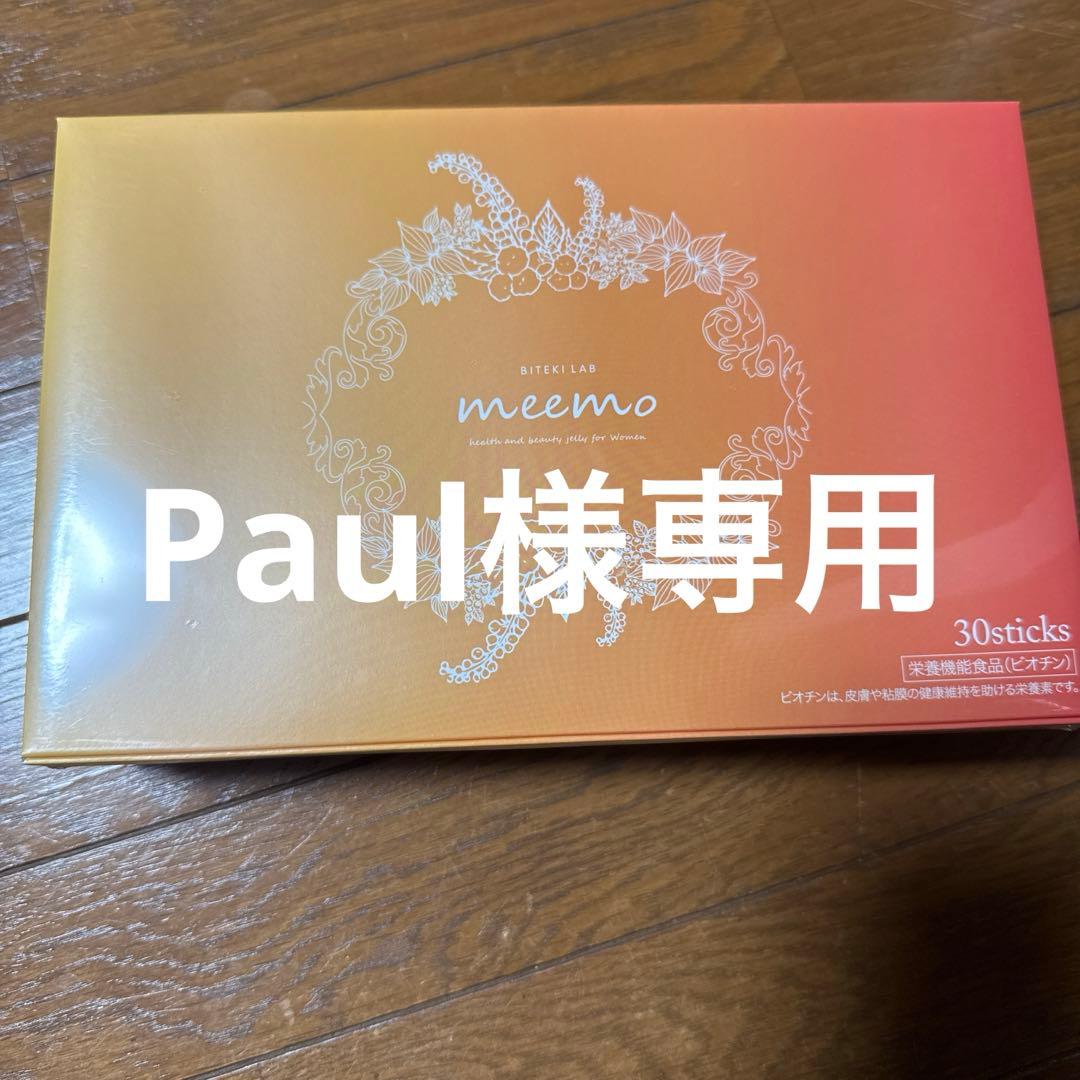 BITEKI LAB
meemo
health and beauty jelly for Women
Paul様専用
30sticks
栄養機能食品(ビオチン)
ビオチンは、皮膚や粘膜の健康維持を助ける栄養素です。